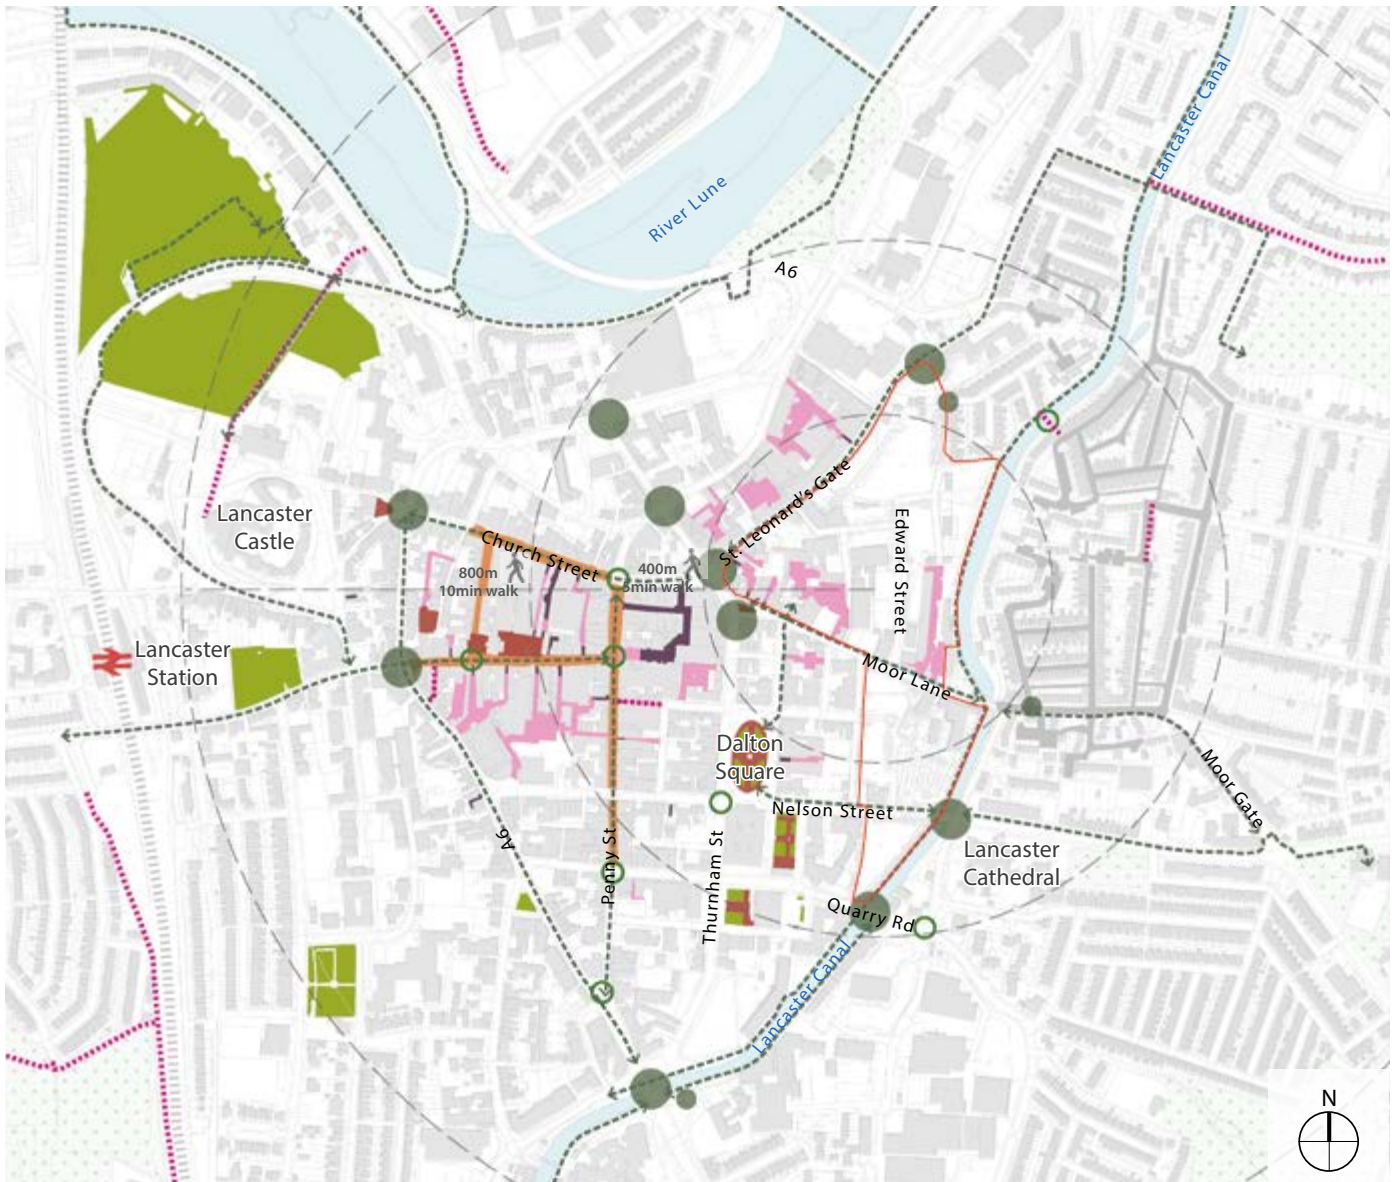 Lancaster Canal
River Lune
A6
St. Leonard's Gate
Lancaster
Castle
Church Street
Edward Street
400m
5min walk
800m
10min walk
Lancaster
Station
Moor Lane
Dalton
Square
Moor Gate
Nelson Street
A6
Penny St
Thurnham St
Lancaster
Cathedral
Quarry Rd
Lancaster Canal
N